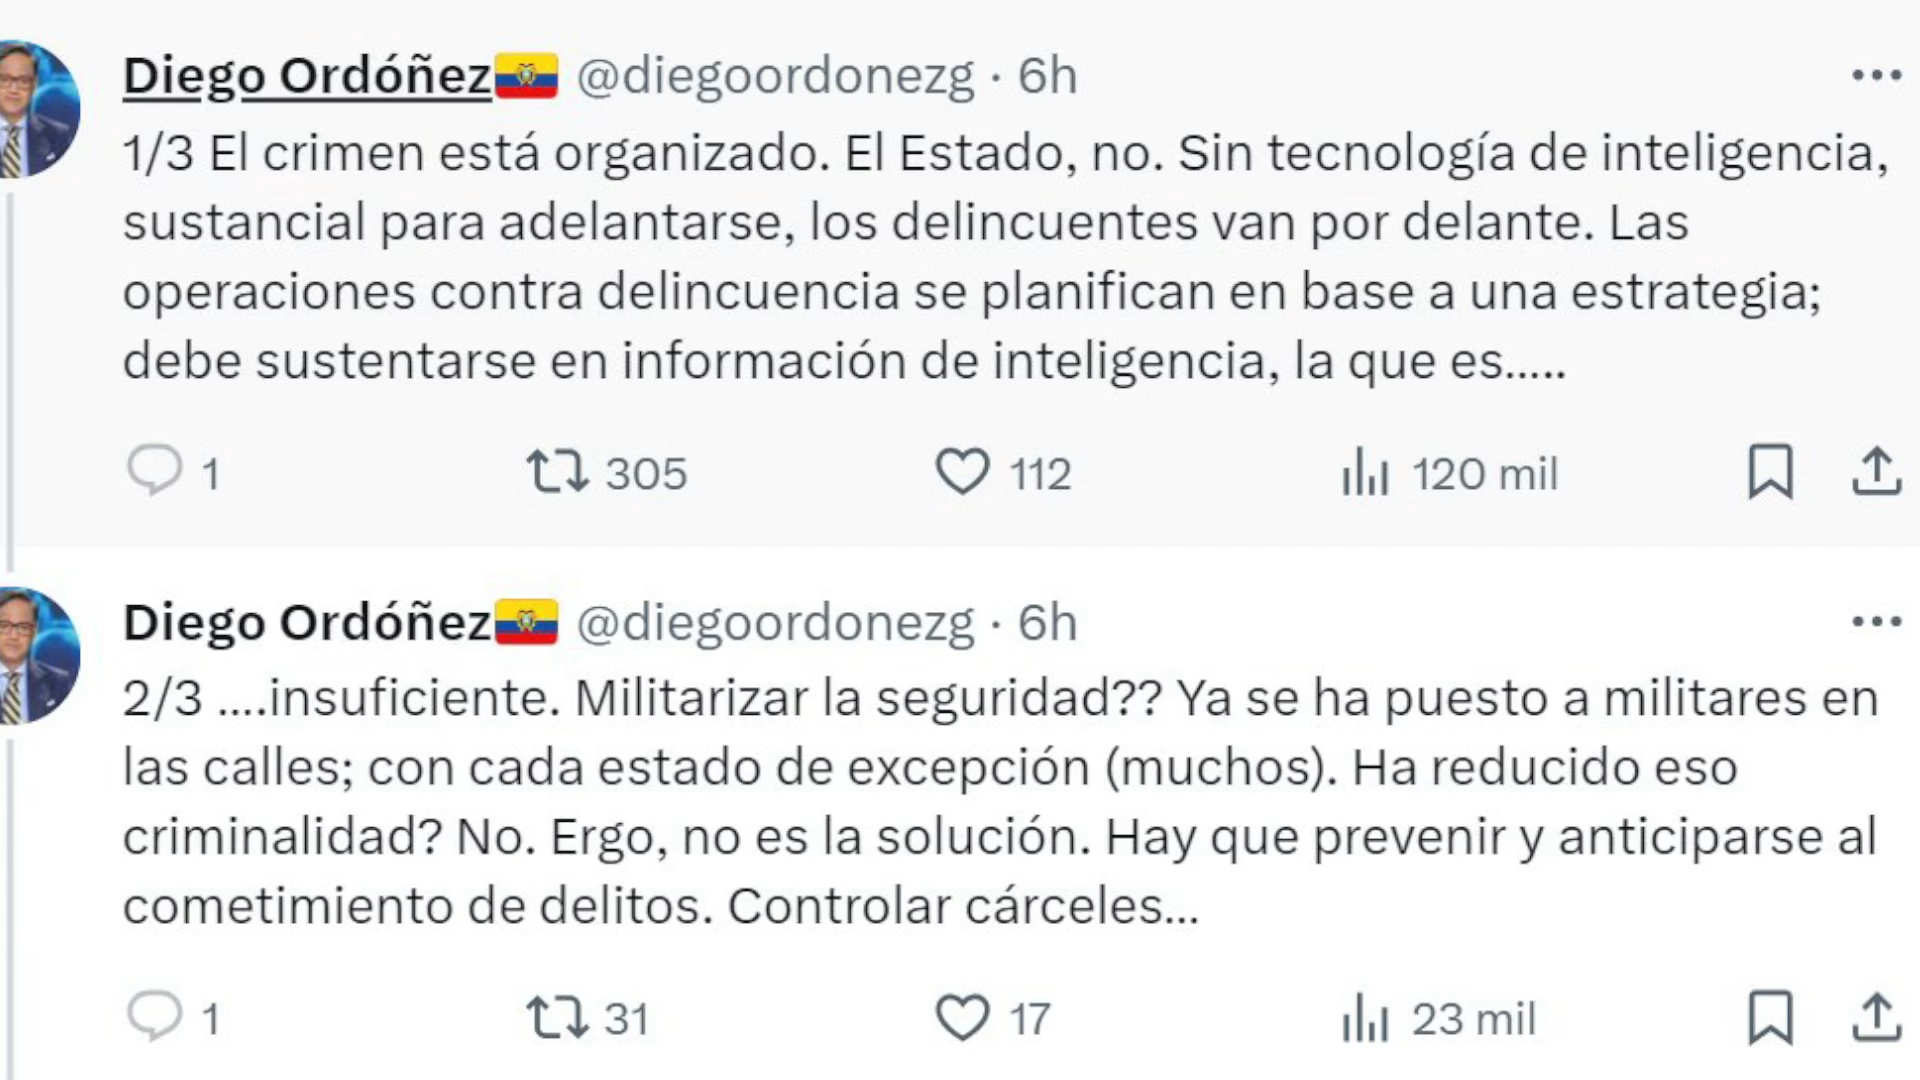 Diego Ordóñez @diegoordonezg · 6h
1/3 El crimen está organizado. El Estado, no. Sin tecnología de inteligencia,
sustancial para adelantarse, los delincuentes van por delante. Las
operaciones contra delincuencia se planifican en base a una estrategia;
debe sustentarse en información de inteligencia, la que es.....
1 305 112 120 mil
Diego Ordóñez @diegoordonezg · 6h
2/3 ....insuficiente. Militarizar la seguridad?? Ya se ha puesto a militares en
las calles; con cada estado de excepción (muchos). Ha reducido eso
criminalidad? No. Ergo, no es la solución. Hay que prevenir y anticiparse al
cometimiento de delitos. Controlar cárceles...
1 31 17 23 mil